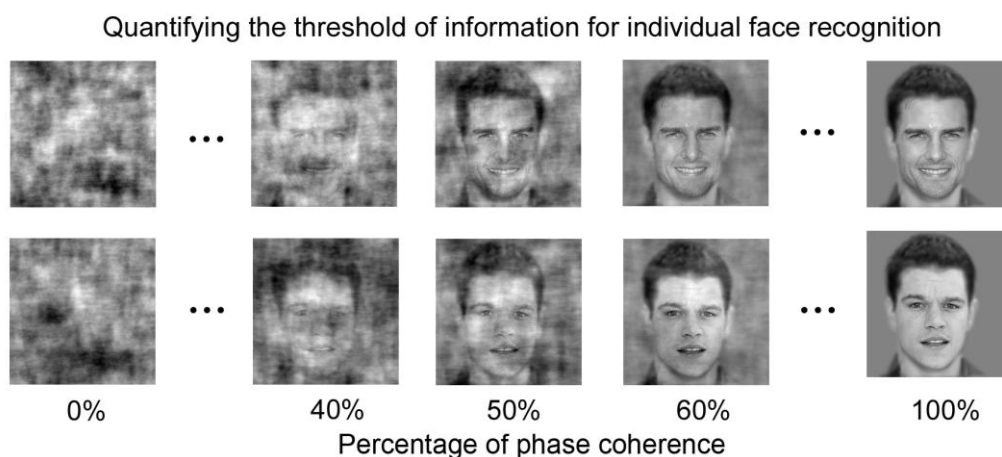 Quantifying the threshold of information for individual face recognition
...
...
...
...
0% 40% 50% 60% 100%
Percentage of phase coherence